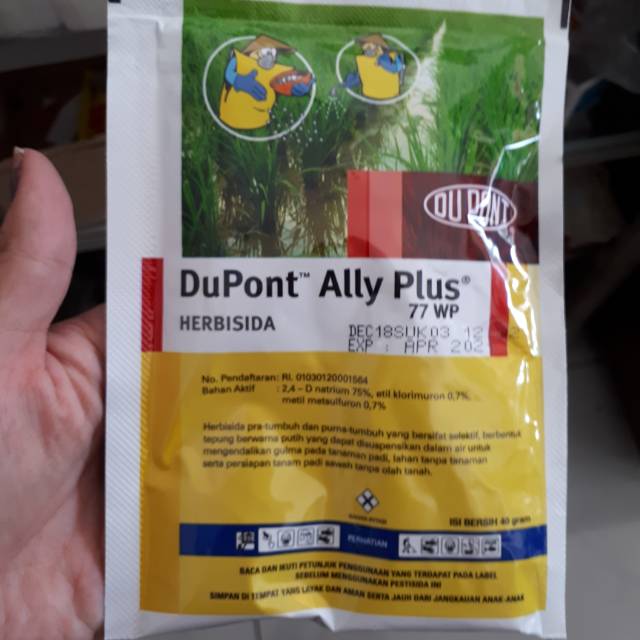 DU PONT
DuPont™ Ally Plus®
77 WP
HERBISIDA
DEC18SUK03 12
EXP : APR 202
No. Pendaftaran: RI. 01030120001564
Bahan Aktif : 2,4 – D natrium 75%, etil klorimuron 0,7%,
metil metsulfuron 0,7%
Herbisida pra-tumbuh dan purna-tumbuh yang bersifat selektif, berbentuk
tepung berwarna putih yang dapat disuspensikan dalam air untuk
mengendalikan gulma pada tanaman padi, lahan tanpa tanaman
serta persiapan tanam padi sawah tanpa olah tanah.
ISI BERSIH 40 gram
PERHATIAN
BACA DAN IKUTI PETUNJUK PENGGUNAAN YANG TERDAPAT PADA LABEL
SEBELUM MENGGUNAKAN PESTISIDA INI
SIMPAN DI TEMPAT YANG LAYAK DAN AMAN SERTA JAUH DARI JANGKAUAN ANAK-ANAK